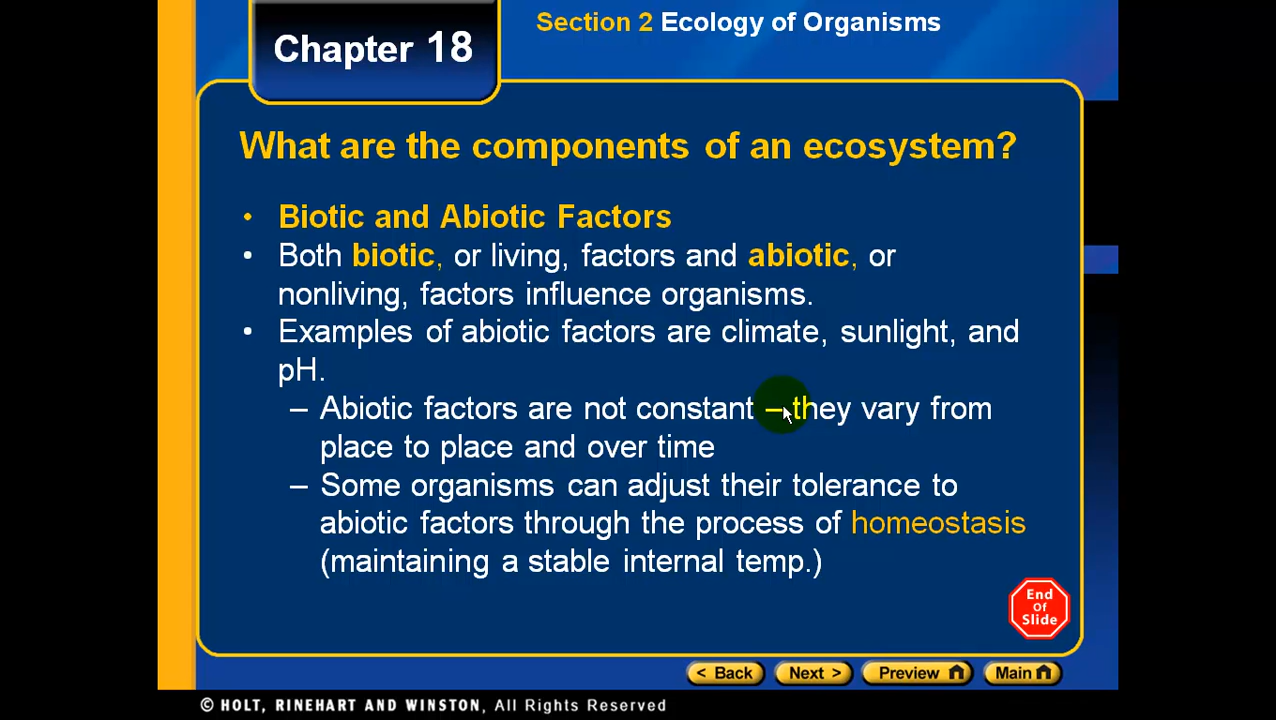 Section 2 Ecology of Organisms
Chapter 18
What are the components of an ecosystem?
• Biotic and Abiotic Factors
• Both biotic, or living, factors and abiotic, or
nonliving, factors influence organisms.
• Examples of abiotic factors are climate, sunlight, and
pH.
– Abiotic factors are not constant – they vary from
place to place and over time
– Some organisms can adjust their tolerance to
abiotic factors through the process of homeostasis
(maintaining a stable internal temp.)
End
Of
Slide
< Back
Next >
Preview
Main
© HOLT, RINEHART AND WINSTON, All Rights Reserved